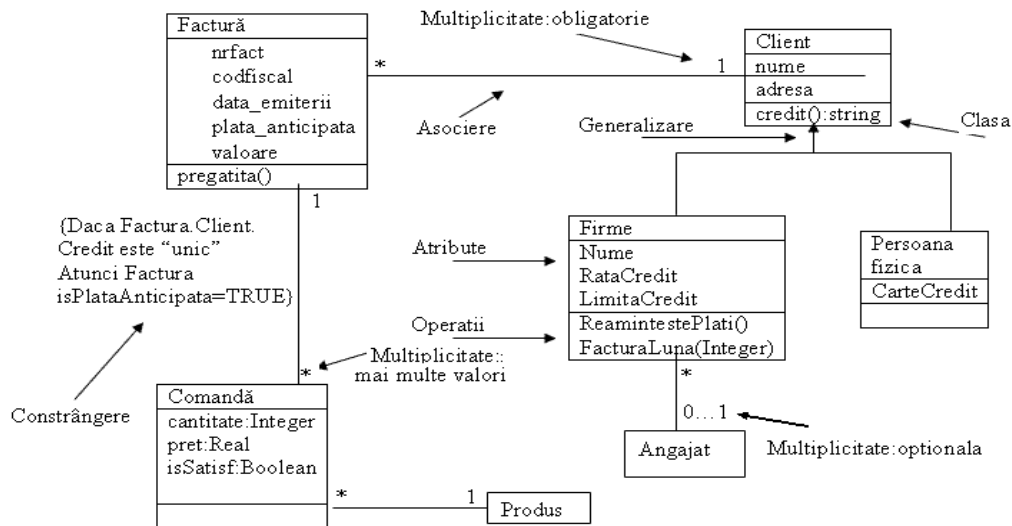 Multiplicitate:obligatorie
Factură
nrfact
codfiscal
data_emiterii
plata_anticipata
valoare
pregatita()
*
1
Asociere
Client
nume
adresa
credit():string
Generalizare
Clasa
1
{Daca Factura.Client.
Credit este “unic”
Atunci Factura
isPlataAnticipata=TRUE}
Constrângere
Atribute
Operatii
Firme
Nume
RataCredit
LimitaCredit
ReamintestePlati()
FacturaLuna(Integer)
Persoana
fizica
CarteCredit
*
Multiplicitate::
mai multe valori
Comandă
cantitate:Integer
pret:Real
isSatisf:Boolean
*
0...1
Angajat
Multiplicitate:optionala
*
1
Produs